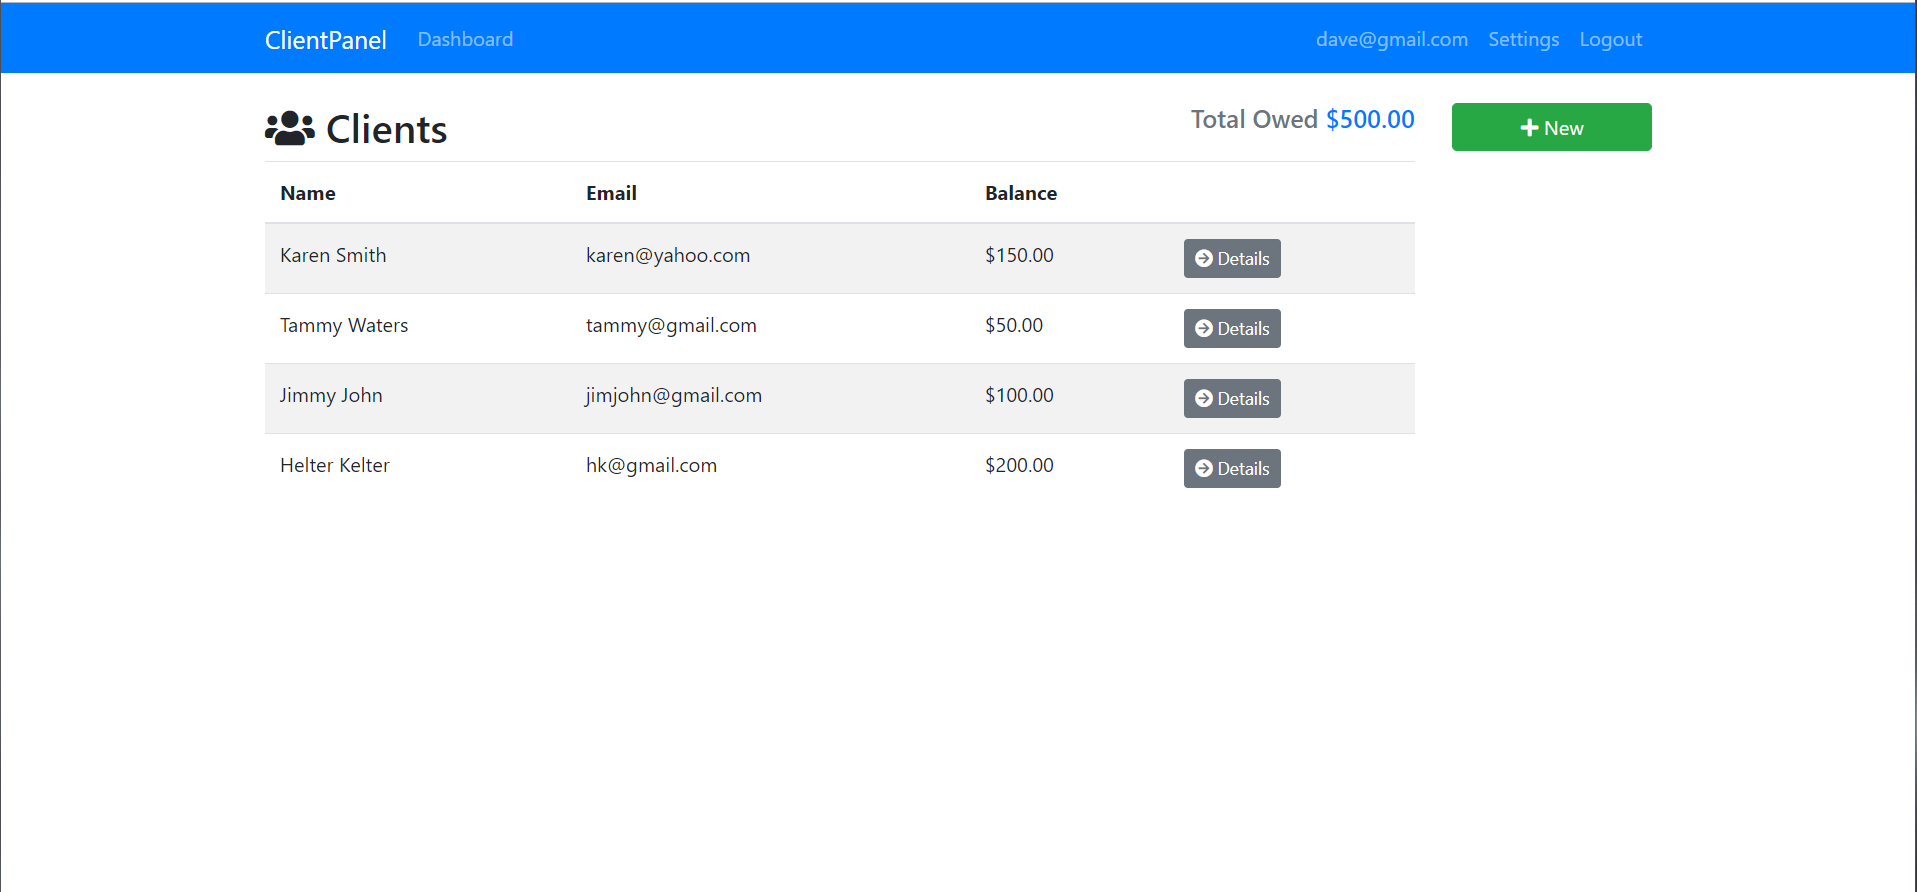 ClientPanel Dashboard dave@gmail.com Settings Logout
Clients Total Owed $500.00 New
Name Email Balance
Karen Smith karen@yahoo.com $150.00 Details
Tammy Waters tammy@gmail.com $50.00 Details
Jimmy John jimjohn@gmail.com $100.00 Details
Helter Kelter hk@gmail.com $200.00 Details